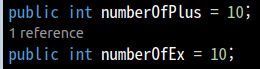 public int numberOfPlus = 10;
1 reference
public int numberOfEx = 10;